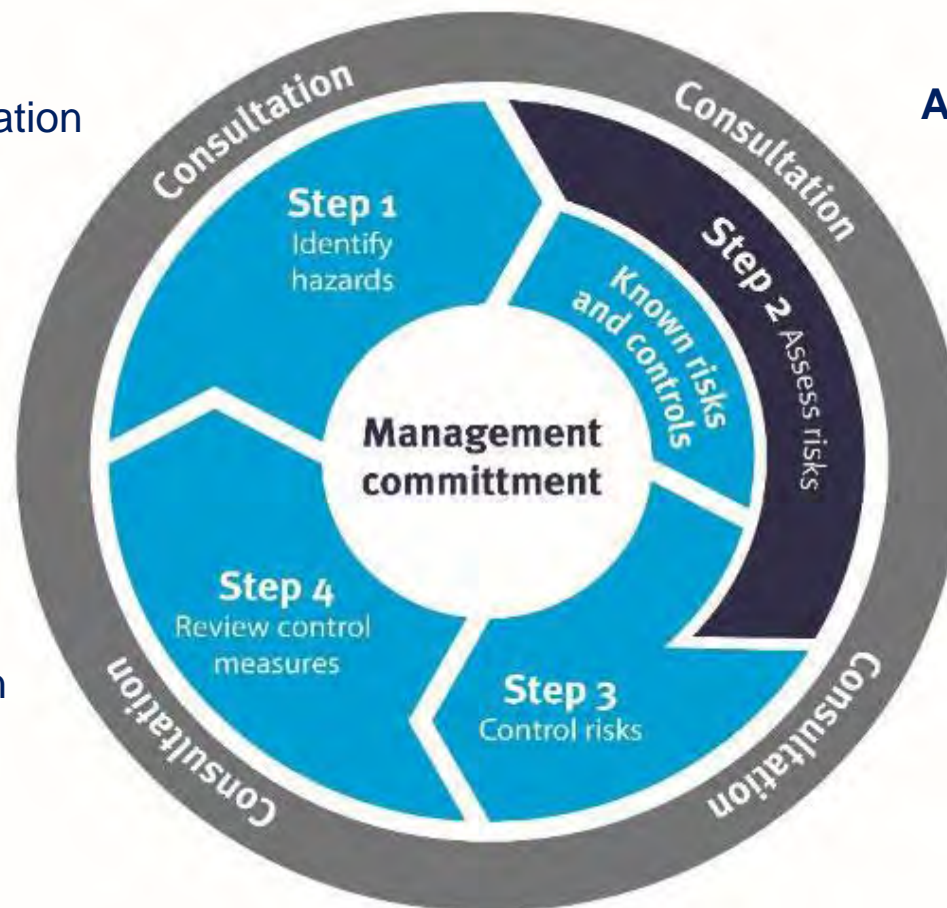 Consultation
Consultation
ation
A
Step 1
Identify
hazards
Step 2 Assess risks
Known risks
and controls
Management
committment
Step 4
Review control
measures
n
Step 3
Control risks
Consultation
Consultation